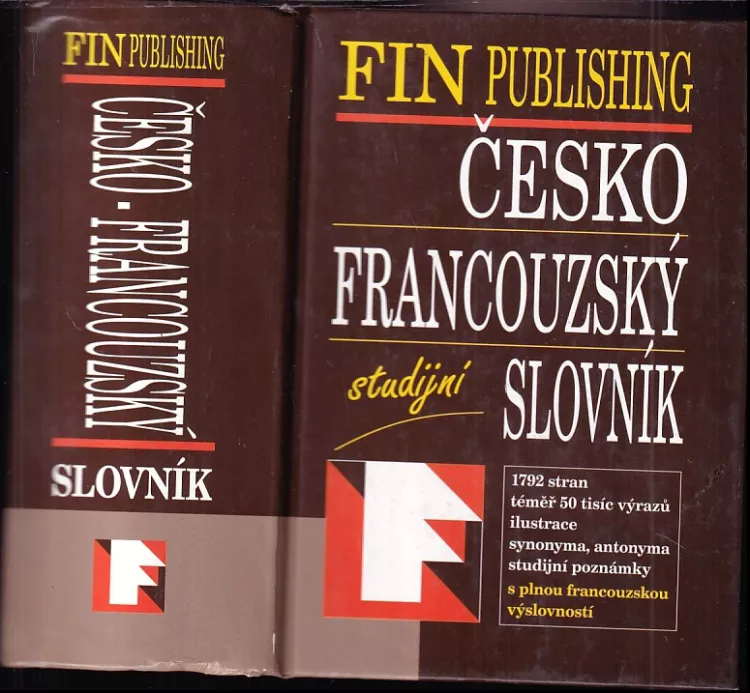 FIN PUBLISHING
ČESKO - FRANCOUZSKÝ
SLOVNÍK
FIN PUBLISHING
ČESKO
FRANCOUZSKÝ
studijní
SLOVNÍK
1792 stran
téměř 50 tisíc výrazů
ilustrace
synonyma, antonyma
studijní poznámky
s plnou francouzskou
výslovností